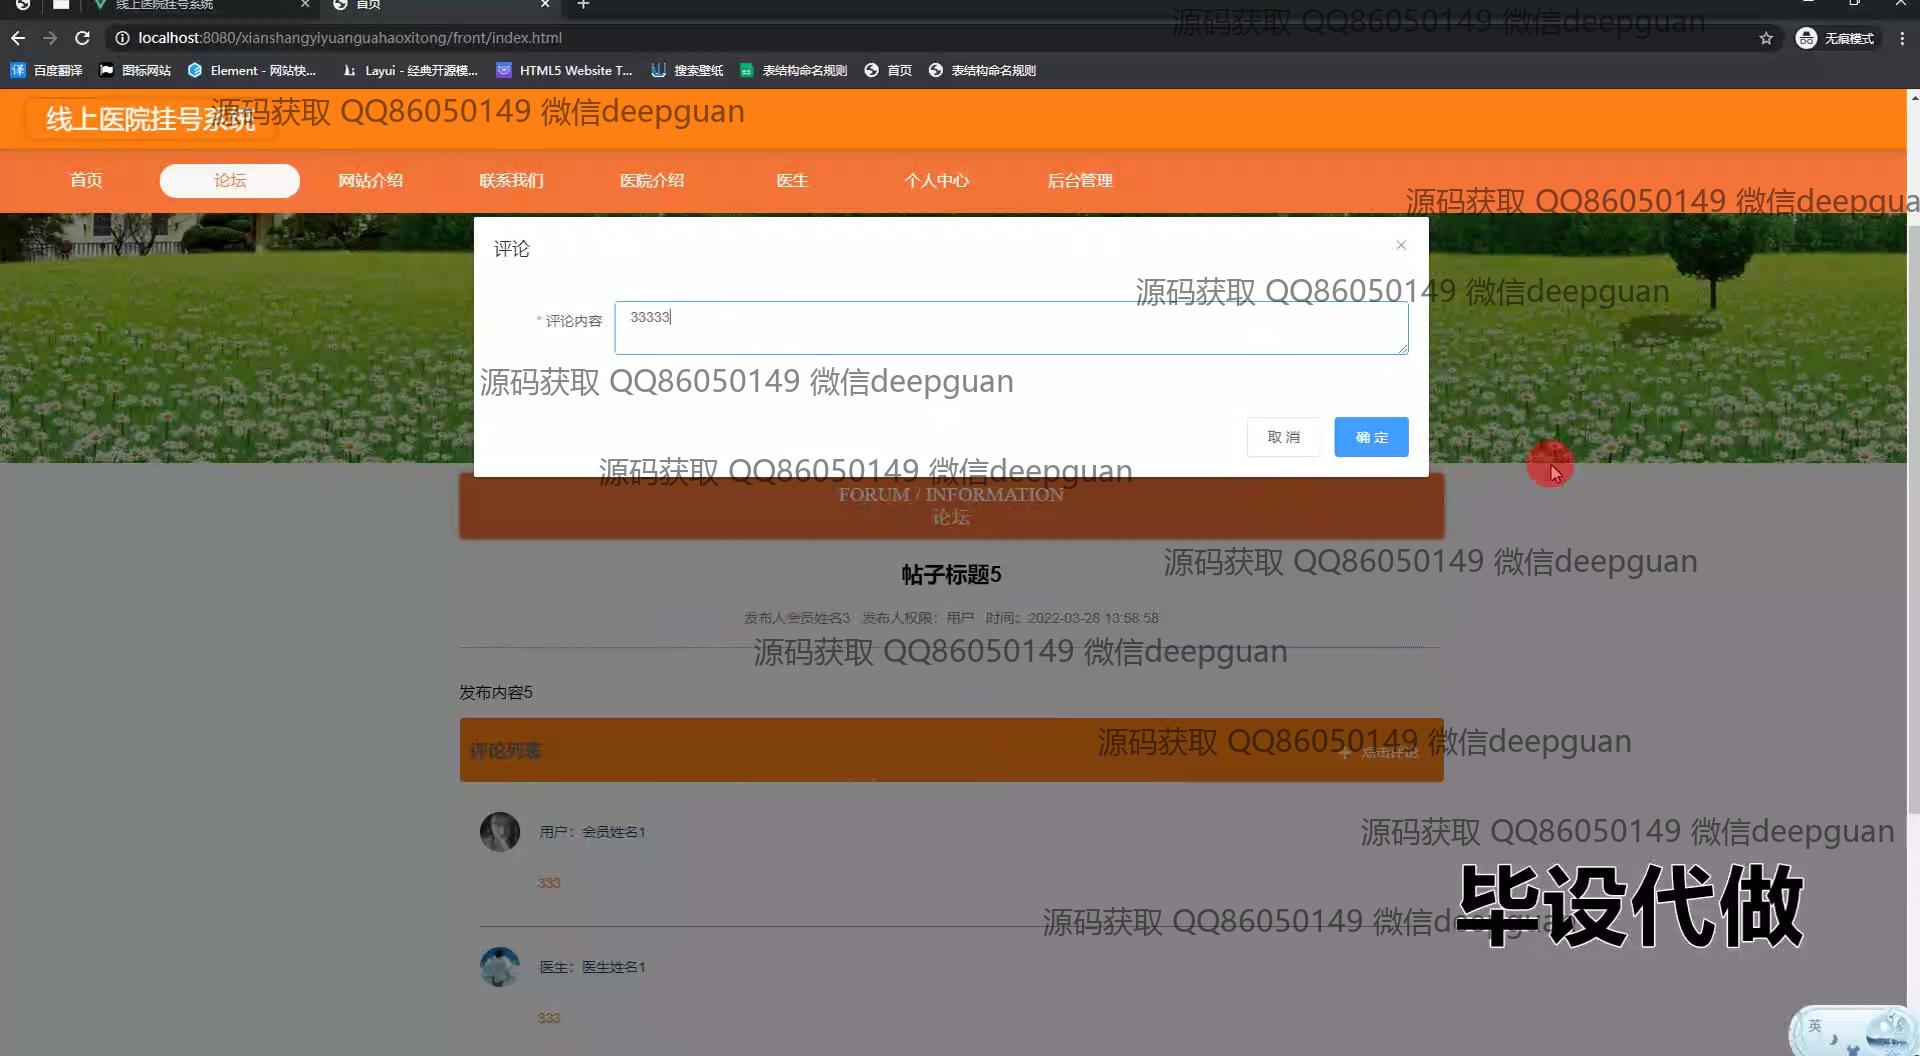 线上医院挂号系统
首页
源码获取 QQ86050149 微信deepguan
localhost:8080/xianshangyiyuanguahaoxitong/front/index.html
无痕模式
百度翻译
图标网站
Element - 网站快...
Layui - 经典开源模...
HTML5 Website T...
搜索壁纸
表结构命名规则
首页
表结构命名规则
线上医院挂号系统
源码获取 QQ86050149 微信deepguan
首页
论坛
网站介绍
联系我们
医院介绍
医生
个人中心
后台管理
源码获取 QQ86050149 微信deepgua
评论
源码获取 QQ86050149 微信deepguan
* 评论内容
33333
源码获取 QQ86050149 微信deepguan
取 消
确 定
源码获取 QQ86050149 微信deepguan
FORUM / INFORMATION
论坛
源码获取 QQ86050149 微信deepguan
帖子标题5
发布人会员姓名3 发布人权限：用户 时间：2022-03-28 13:58:58
源码获取 QQ86050149 微信deepguan
发布内容5
评论列表
源码获取 QQ86050149 微信deepguan
+ 点击评论
用户：会员姓名1
源码获取 QQ86050149 微信deepguan
333
毕设代做
源码获取 QQ86050149 微信deepguan
医生：医生姓名1
333
英